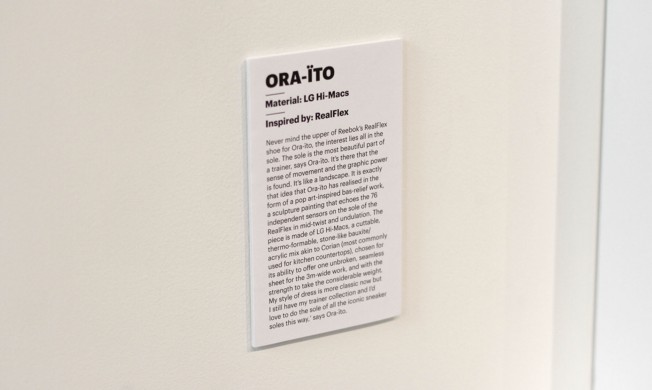 ORA-ÏTO
Material: LG Hi-Macs
Inspired by: RealFlex
Never mind the upper of Reebok's RealFlex
shoe for Ora-ïto, the interest lies all in the
sole. The sole is the most beautiful part of
a trainer, says Ora-ïto. It's there that the
sense of movement and the graphic power
is found. It's like a landscape. It is exactly
that idea that Ora-ïto has realised in the
form of a pop art-inspired bas-relief work,
a sculpture painting that echoes the 76
independent sensors on the sole of the
RealFlex in mid-twist and undulation. The
piece is made of LG Hi-Macs, a cuttable,
thermo-formable, stone-like bauxite/
acrylic mix akin to Corian (most commonly
used for kitchen countertops), chosen for
its ability to offer one unbroken, seamless
sheet for the 3m-wide work, and with the
strength to take the considerable weight.
My style of dress is more classic now but
I still have my trainer collection and I'd
love to do the sole of all the iconic sneaker
soles this way,' says Ora-ïto.